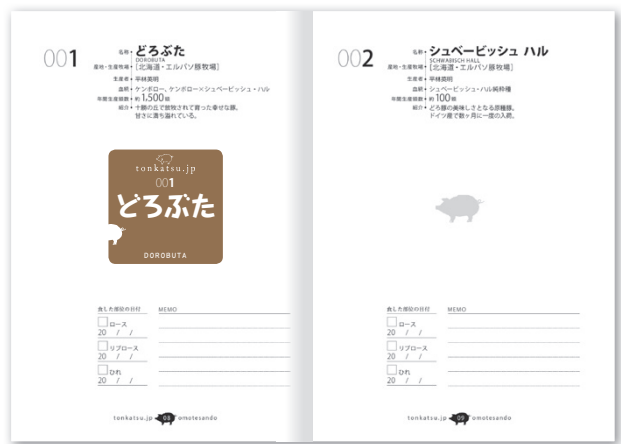 001
名称・どろぶた
DOROBUTA
産地・生産牧場・[北海道・エルパソ豚牧場]
生産者・平林英明
血統・ケンボロー、ケンボロー×シュベービッシュ・ハル
年間生産頭数・約1,500頭
紹介・十勝の丘で放牧されて育った幸せな豚。
甘さに満ち溢れている。
tonkatsu.jp
001
どろぶた
DOROBUTA
食した部位の日付 MEMO
ロース
20 / /
リブロース
20 / /
ひれ
20 / /
tonkatsu.jp 08 omotesando
002
名称・シュベービッシュ ハル
SCHWABISCH HALL
産地・生産牧場・[北海道・エルパソ豚牧場]
生産者・平林英明
血統・シュベービッシュ・ハル純粋種
年間生産頭数・約100頭
紹介・どろ豚の美味しさとなる原種豚。
ドイツ産で数ヶ月に一度の入荷。
食した部位の日付 MEMO
ロース
20 / /
リブロース
20 / /
ひれ
20 / /
tonkatsu.jp 09 omotesando